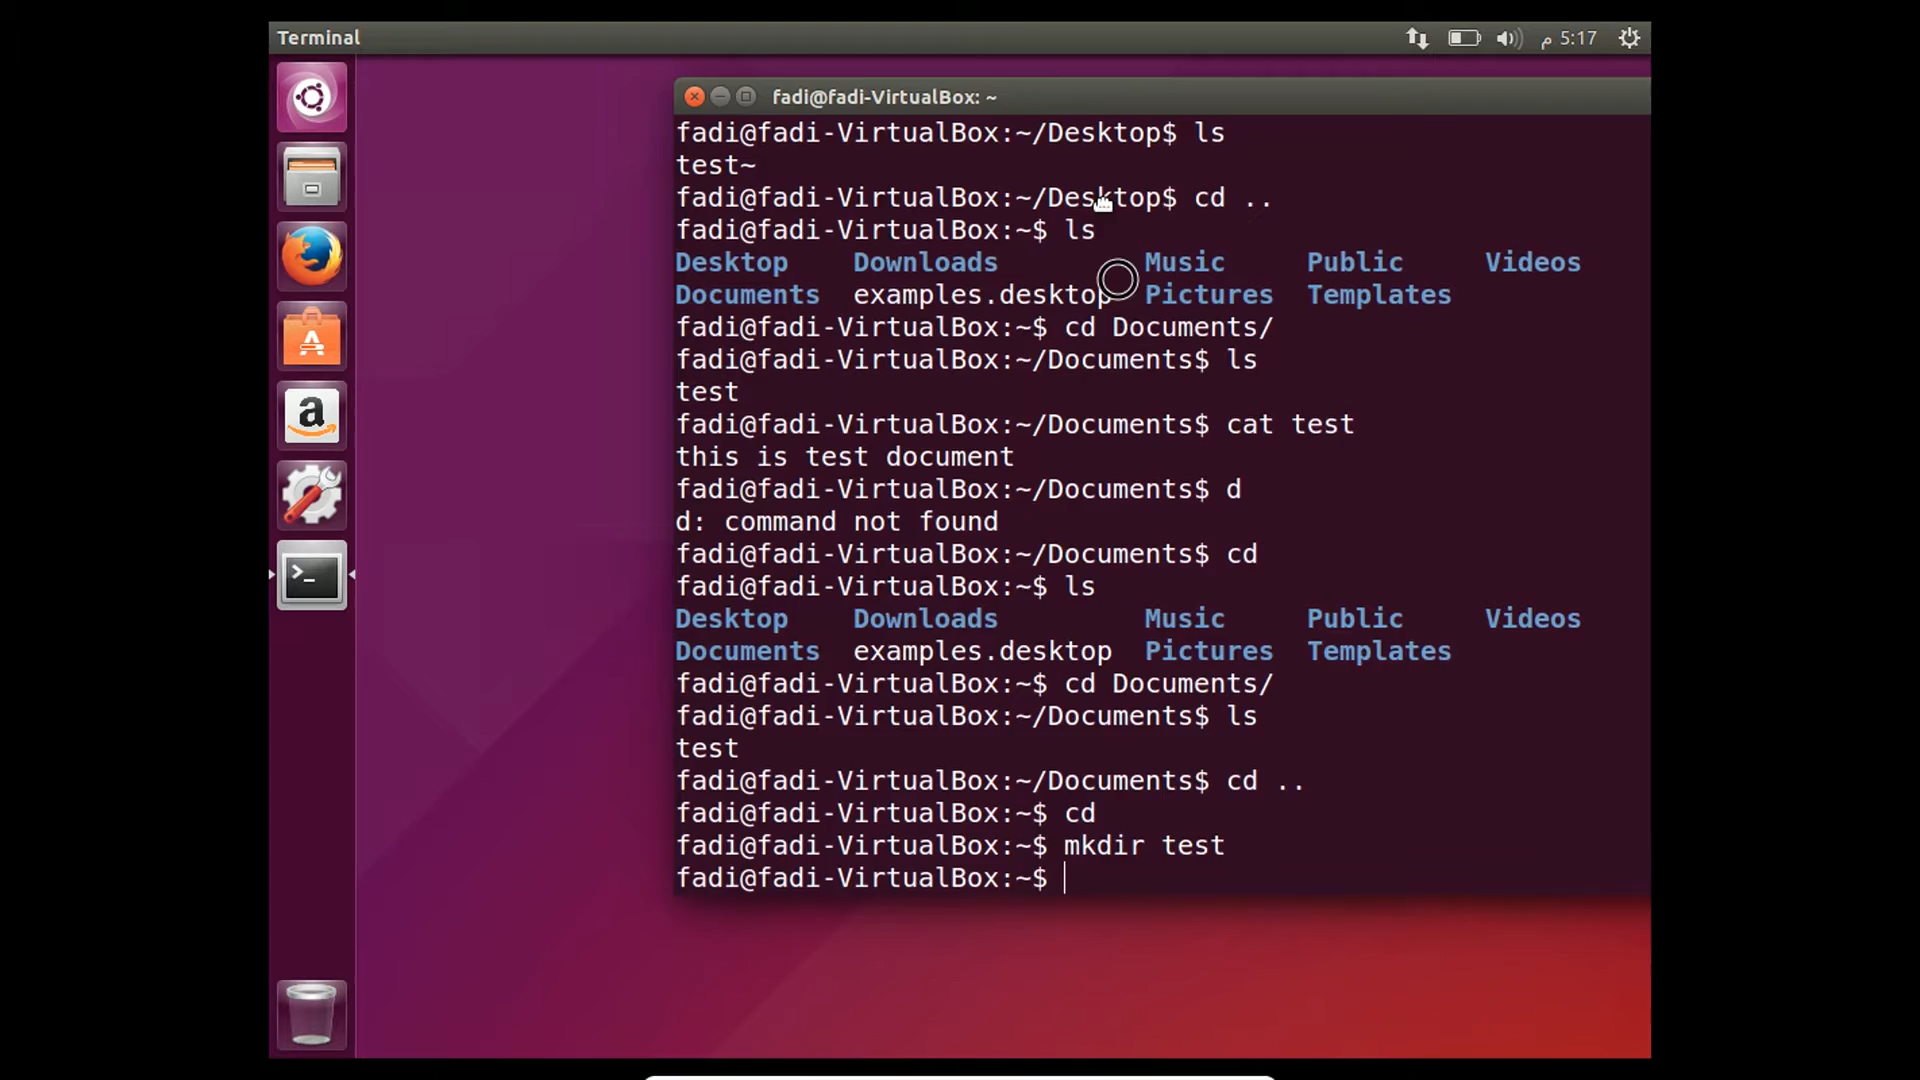 Terminal
م 5:17
fadi@fadi-VirtualBox: ~
fadi@fadi-VirtualBox:~/Desktop$ ls
test~
fadi@fadi-VirtualBox:~/Desktop$ cd ..
fadi@fadi-VirtualBox:~$ ls
Desktop Downloads Music Public Videos
Documents examples.desktop Pictures Templates
fadi@fadi-VirtualBox:~$ cd Documents/
fadi@fadi-VirtualBox:~/Documents$ ls
test
fadi@fadi-VirtualBox:~/Documents$ cat test
this is test document
fadi@fadi-VirtualBox:~/Documents$ d
d: command not found
fadi@fadi-VirtualBox:~/Documents$ cd
fadi@fadi-VirtualBox:~$ ls
Desktop Downloads Music Public Videos
Documents examples.desktop Pictures Templates
fadi@fadi-VirtualBox:~$ cd Documents/
fadi@fadi-VirtualBox:~/Documents$ ls
test
fadi@fadi-VirtualBox:~/Documents$ cd ..
fadi@fadi-VirtualBox:~$ cd
fadi@fadi-VirtualBox:~$ mkdir test
fadi@fadi-VirtualBox:~$